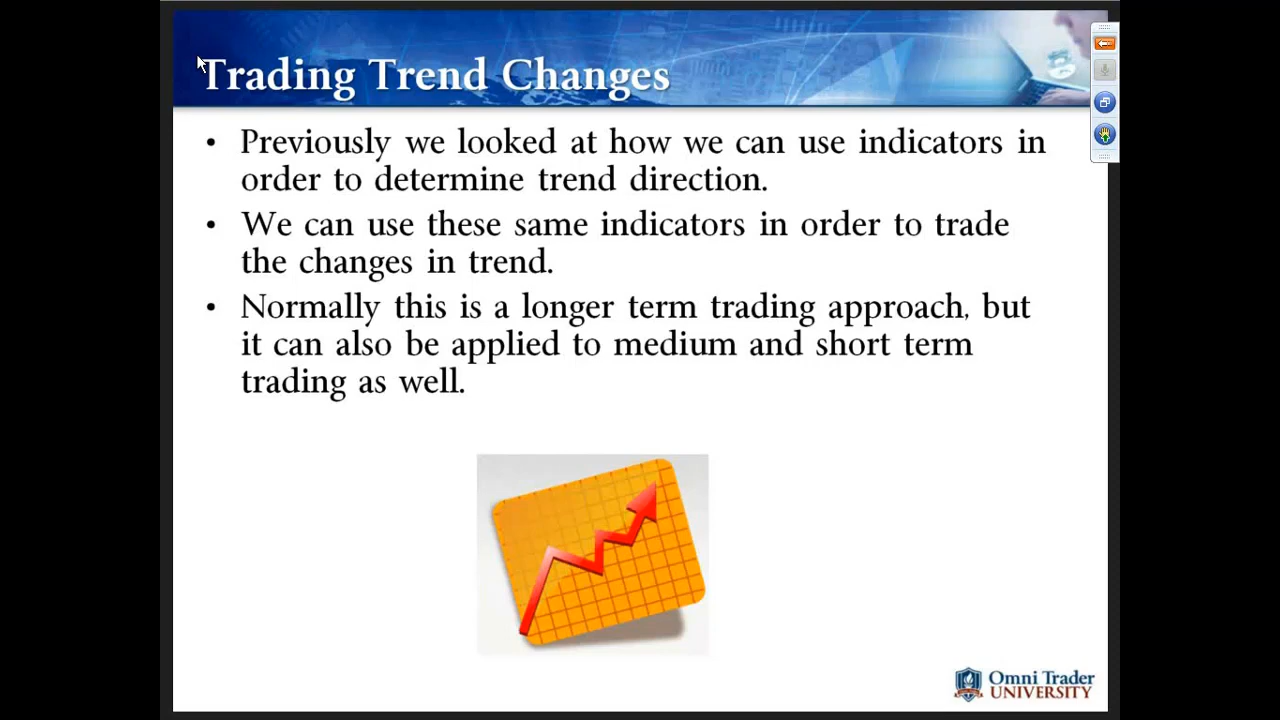 Trading Trend Changes
• Previously we looked at how we can use indicators in
order to determine trend direction.
• We can use these same indicators in order to trade
the changes in trend.
• Normally this is a longer term trading approach, but
it can also be applied to medium and short term
trading as well.
Omni Trader
UNIVERSITY